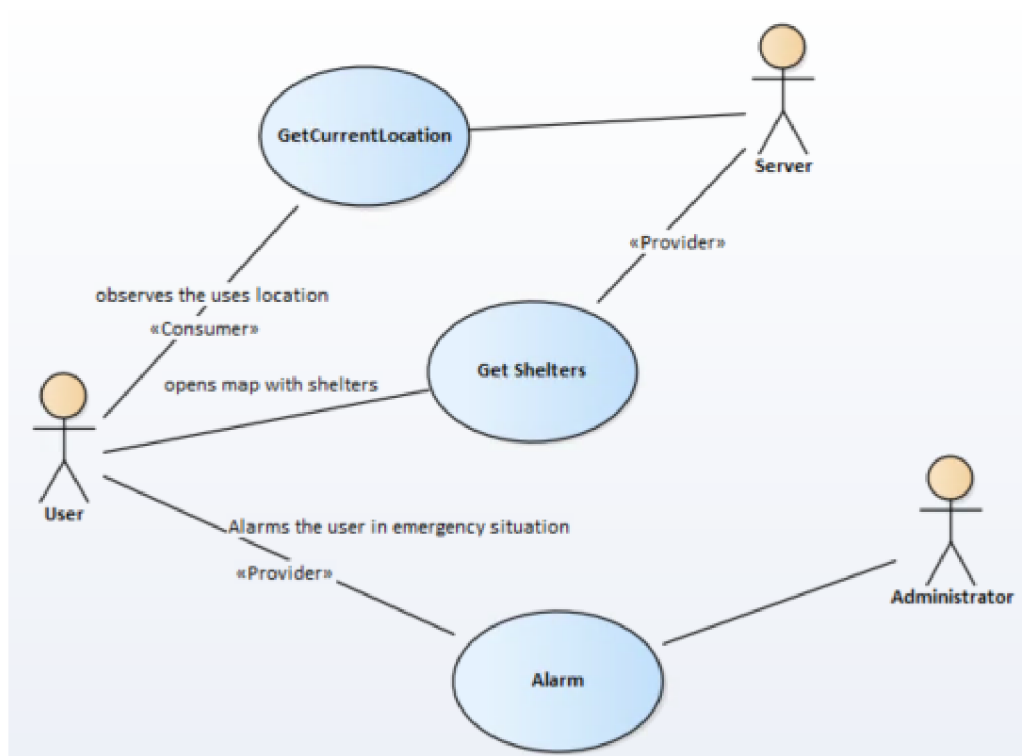 GetCurrentLocation
Server
«Provider»
observes the uses location
«Consumer»
Get Shelters
opens map with shelters
User
Alarms the user in emergency situation
«Provider»
Administrator
Alarm